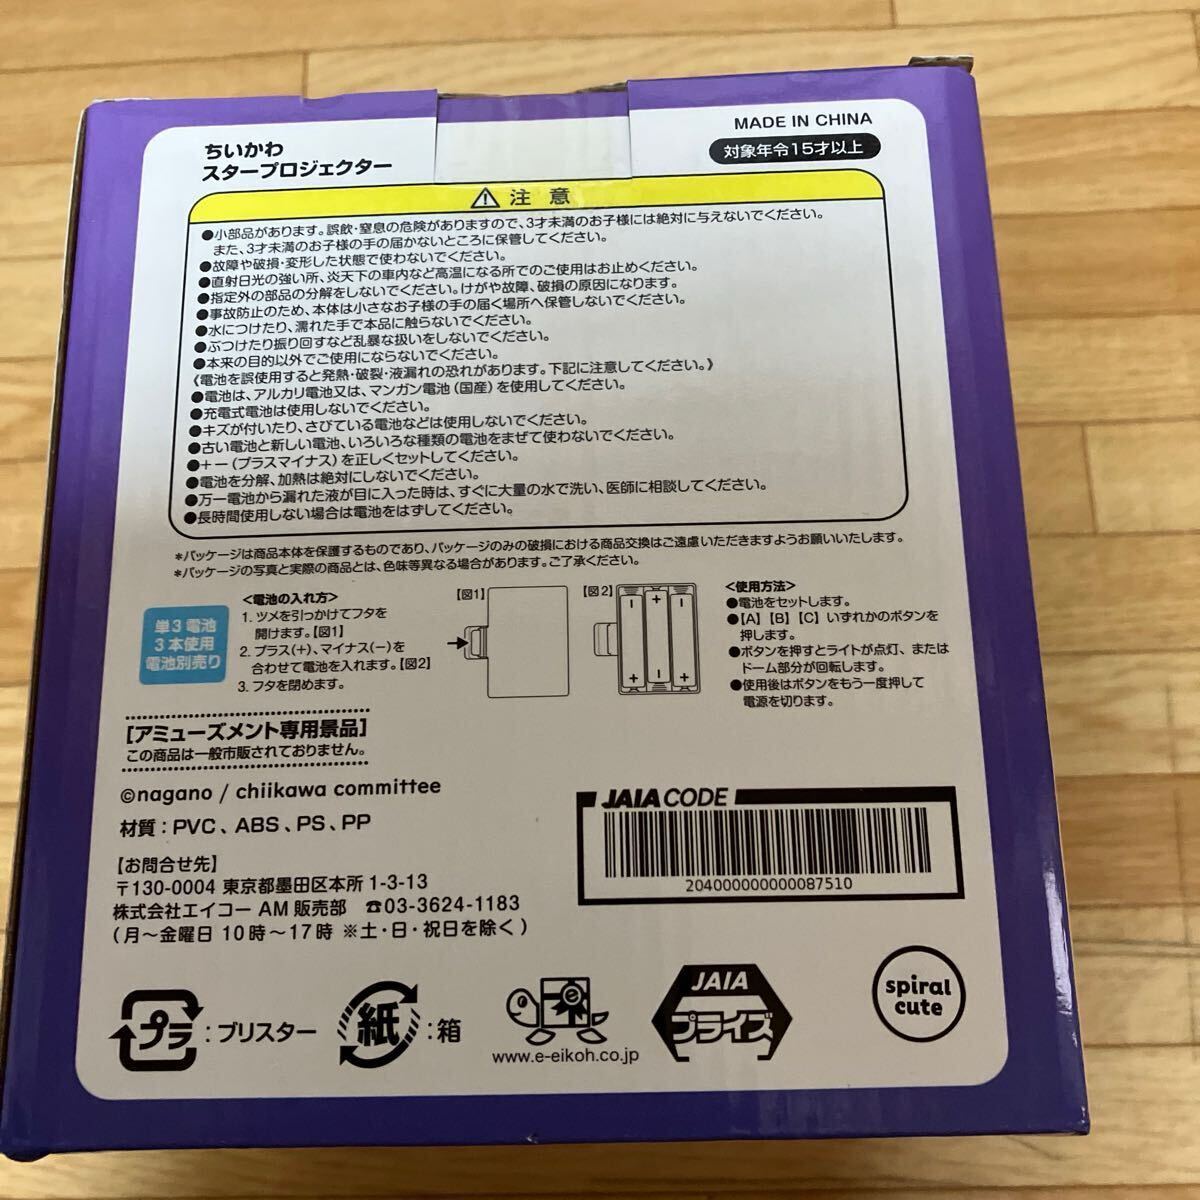 ちいかわ
スタープロジェクター
MADE IN CHINA
対象年令15才以上
⚠注意
●小部品があります。誤飲・窒息の危険がありますので、3才未満のお子様には絶対に与えないでください。
また、3才未満のお子様の手の届かないところに保管してください。
●故障や破損・変形した状態で使わないでください。
●直射日光の強い所、炎天下の車内など高温になる所でのご使用はお止めください。
●指定外の部品の分解をしないでください。けがや故障、破損の原因になります。
●事故防止のため、本体は小さなお子様の手の届く場所へ保管しないでください。
●水につけたり、濡れた手で本品に触らないでください。
●ぶつけたり振り回すなど乱暴な扱いをしないでください。
●本来の目的以外でご使用にならないでください。
《電池を誤使用すると発熱・破裂・液漏れの恐れがあります。下記に注意してください。》
●電池は、アルカリ電池又は、マンガン電池(国産)を使用してください。
●充電式電池は使用しないでください。
●キズが付いたり、さびている電池などは使用しないでください。
●古い電池と新しい電池、いろいろな種類の電池をまぜて使わないでください。
●+−(プラスマイナス)を正しくセットしてください。
●電池を分解、加熱は絶対にしないでください。
●万一電池から漏れた液が目に入った時は、すぐに大量の水で洗い、医師に相談してください。
●長時間使用しない場合は電池をはずしてください。
*パッケージは商品本体を保護するものであり、パッケージのみの破損における商品交換はご遠慮いただきますようお願いいたします。
*パッケージの写真と実際の商品とは、色味等異なる場合があります。ご了承ください。
単3電池
3本使用
電池別売り
<電池の入れ方>
1. ツメを引っかけてフタを
開けます。【図1】
2. プラス(+)、マイナス(−)を
合わせて電池を入れます。【図2】
3. フタを閉めます。
【図1】
【図2】
− + −
+ − +
<使用方法>
●電池をセットします。
●【A】【B】【C】いずれかのボタンを
押します。
●ボタンを押すとライトが点灯、または
ドーム部分が回転します。
●使用後はボタンをもう一度押して
電源を切ります。
[アミューズメント専用景品]
この商品は一般市販されておりません。
©nagano / chiikawa committee
材質：PVC、ABS、PS、PP
【お問合せ先】
〒130-0004 東京都墨田区本所1-3-13
株式会社エイコー AM販売部 ☎03-3624-1183
(月〜金曜日 10時〜17時 ※土・日・祝日を除く)
JAIA CODE
204000000000087510
プラ：ブリスター
紙：箱
www.e-eikoh.co.jp
JAIA
プライズ
spiral
cute